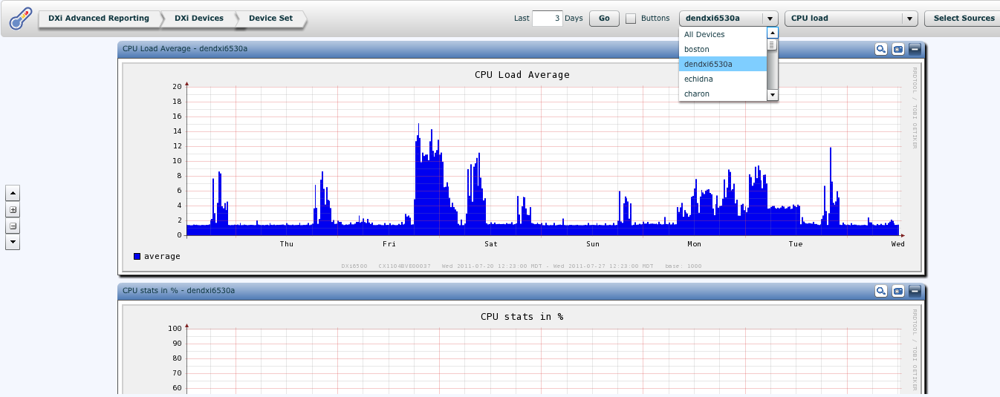 DXi Advanced Reporting DXi Devices Device Set Last 3 Days Go Buttons dendxi6530a CPU load Select Sources
All Devices
boston
dendxi6530a
echidna
charon
CPU Load Average - dendxi6530a
CPU Load Average
20
18
16
14
12
10
8
6
4
2
0
Thu Fri Sat Sun Mon Tue Wed
average
DXi6500 CX1104BVE00037 Wed 2011-07-20 12:23:00 MDT - Wed 2011-07-27 12:23:00 MDT base: 1000
RRDTOOL / TOBI OETIKER
CPU stats in % - dendxi6530a
CPU stats in %
100
90
80
70
60
RRDTOOL / TOBI OETIKER